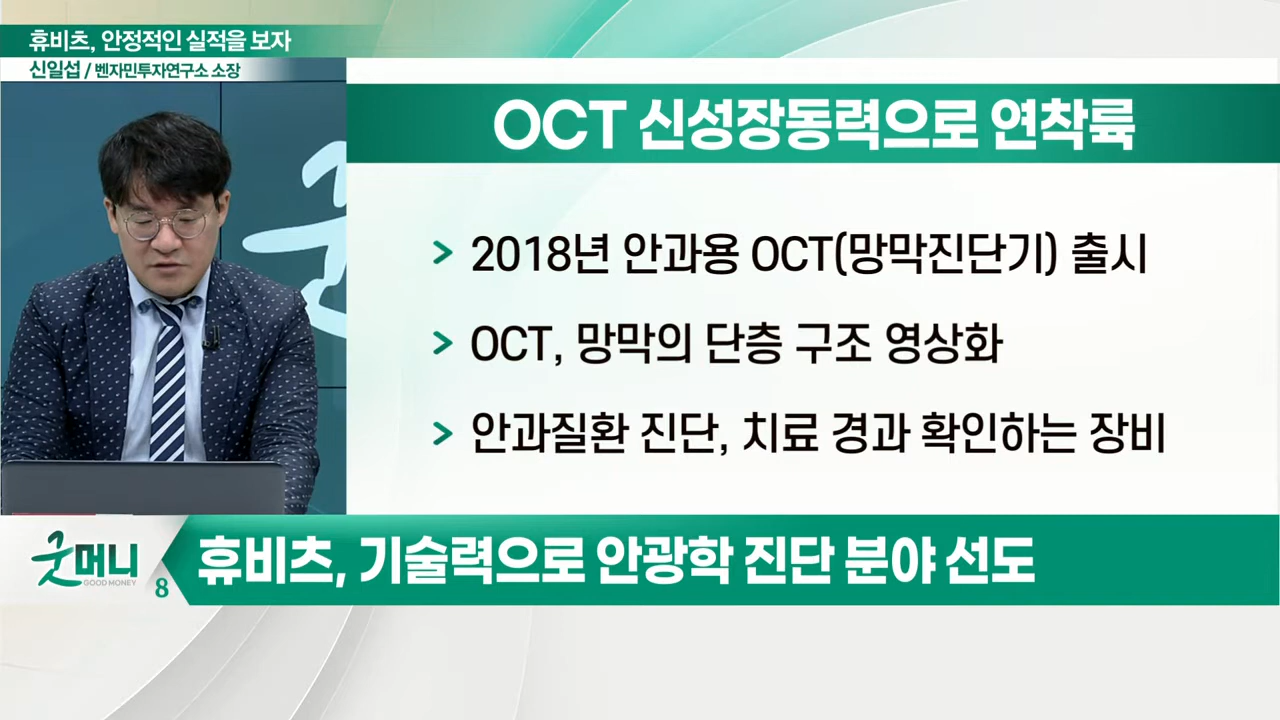 휴비츠, 안정적인 실적을 보자
신일섭 / 벤자민투자연구소 소장
OCT 신성장동력으로 연착륙
> 2018년 안과용 OCT(망막진단기) 출시
> OCT, 망막의 단층 구조 영상화
> 안과질환 진단, 치료 경과 확인하는 장비
굿머니
GOOD MONEY
8
휴비츠, 기술력으로 안광학 진단 분야 선도